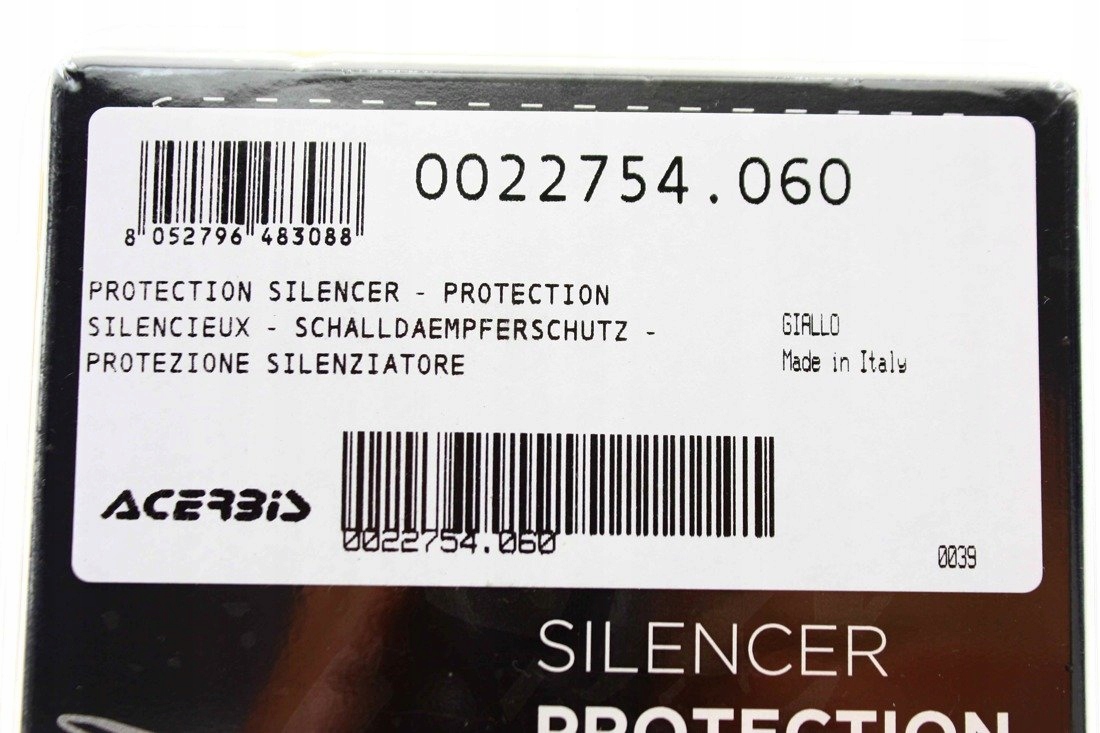 0022754.060
8 052796 483088
PROTECTION SILENCER - PROTECTION
SILENCIEUX - SCHALLDAEMPFERSCHUTZ -
PROTEZIONE SILENZIATORE
GIALLO
Made in Italy
ACERBIS
0022754.060
0039
SILENCER
PROTECTION